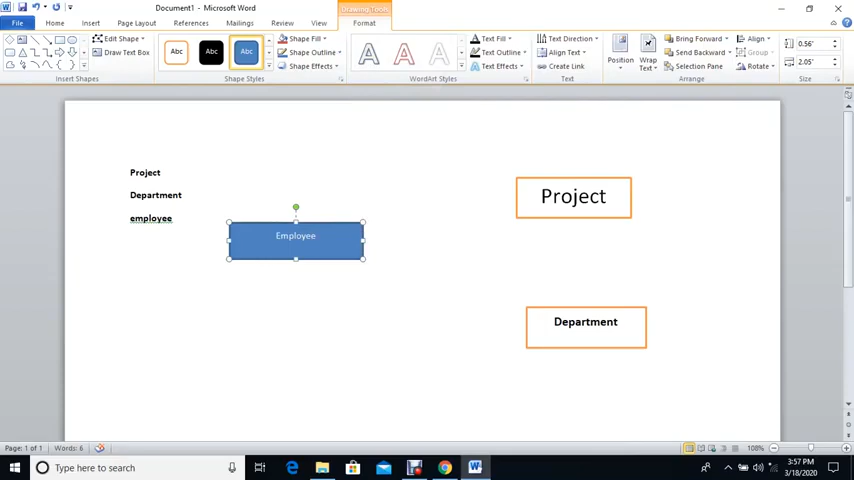 Document1 - Microsoft Word
Drawing Tools
File
Home
Insert
Page Layout
References
Mailings
Review
View
Format
Edit Shape
Draw Text Box
Insert Shapes
Abc
Abc
Abc
Shape Fill
Shape Outline
Shape Effects
Shape Styles
A
A
A
WordArt Styles
Text Fill
Text Outline
Text Effects
Text Direction
Align Text
Create Link
Text
Position
Wrap
Text
Bring Forward
Send Backward
Selection Pane
Align
Group
Rotate
Arrange
0.56"
2.05"
Size
Project
Department
employee
Employee
Project
Department
Page: 1 of 1
Words: 6
108%
Type here to search
3:57 PM
3/18/2020